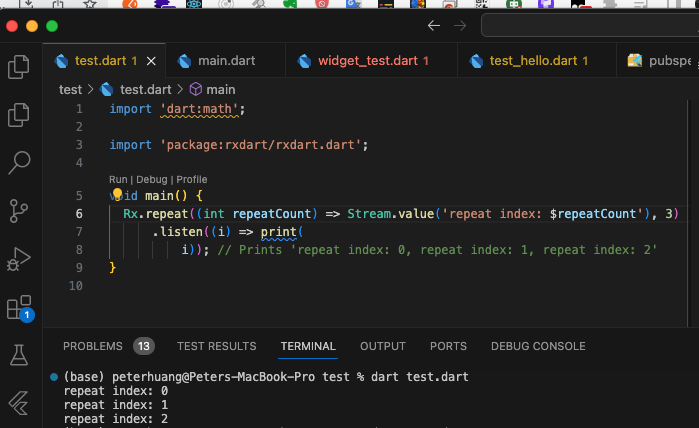 test.dart 1
main.dart
widget_test.dart 1
test_hello.dart 1
pubspe
test > test.dart > main
1 import 'dart:math';
2
3 import 'package:rxdart/rxdart.dart';
4
Run | Debug | Profile
5 void main() {
6 Rx.repeat((int repeatCount) => Stream.value('repeat index: $repeatCount'), 3)
7 .listen((i) => print(
8 i)); // Prints 'repeat index: 0, repeat index: 1, repeat index: 2'
9 }
10
1
PROBLEMS 13 TEST RESULTS TERMINAL OUTPUT PORTS DEBUG CONSOLE
(base) peterhuang@Peters-MacBook-Pro test % dart test.dart
repeat index: 0
repeat index: 1
repeat index: 2